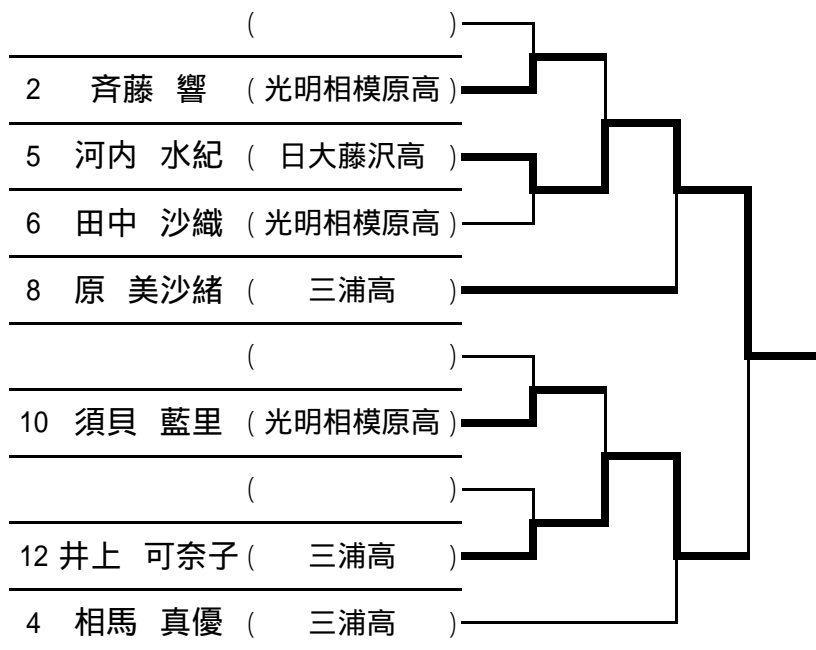 ( )
2 斉藤 響 ( 光明相模原高 )
5 河内 水紀 ( 日大藤沢高 )
6 田中 沙織 ( 光明相模原高 )
8 原 美沙緒 ( 三浦高 )
( )
10 須貝 藍里 ( 光明相模原高 )
( )
12 井上 可奈子 ( 三浦高 )
4 相馬 真優 ( 三浦高 )